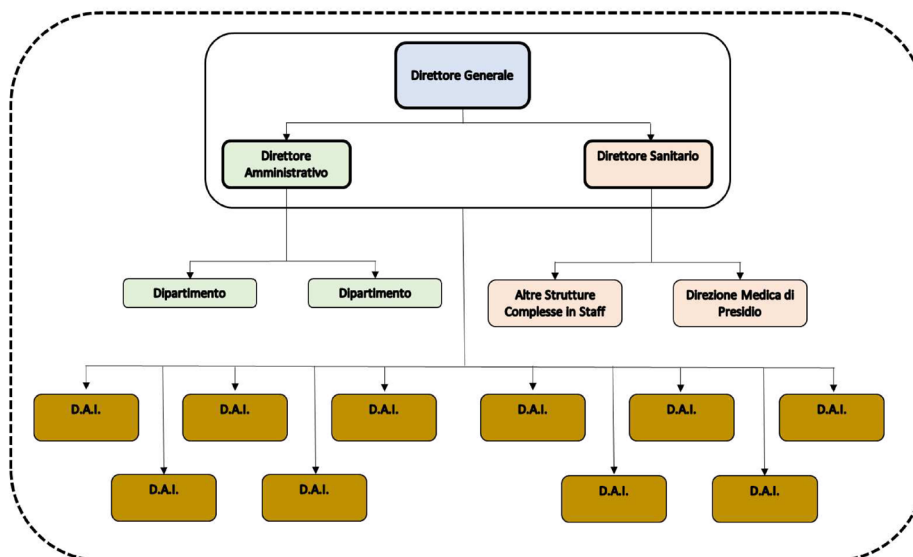 Direttore Generale
Direttore
Amministrativo
Direttore Sanitario
Dipartimento
Dipartimento
Altre Strutture
Complesse in Staff
Direzione Medica di
Presidio
D.A.I.
D.A.I.
D.A.I.
D.A.I.
D.A.I.
D.A.I.
D.A.I.
D.A.I.
D.A.I.
D.A.I.